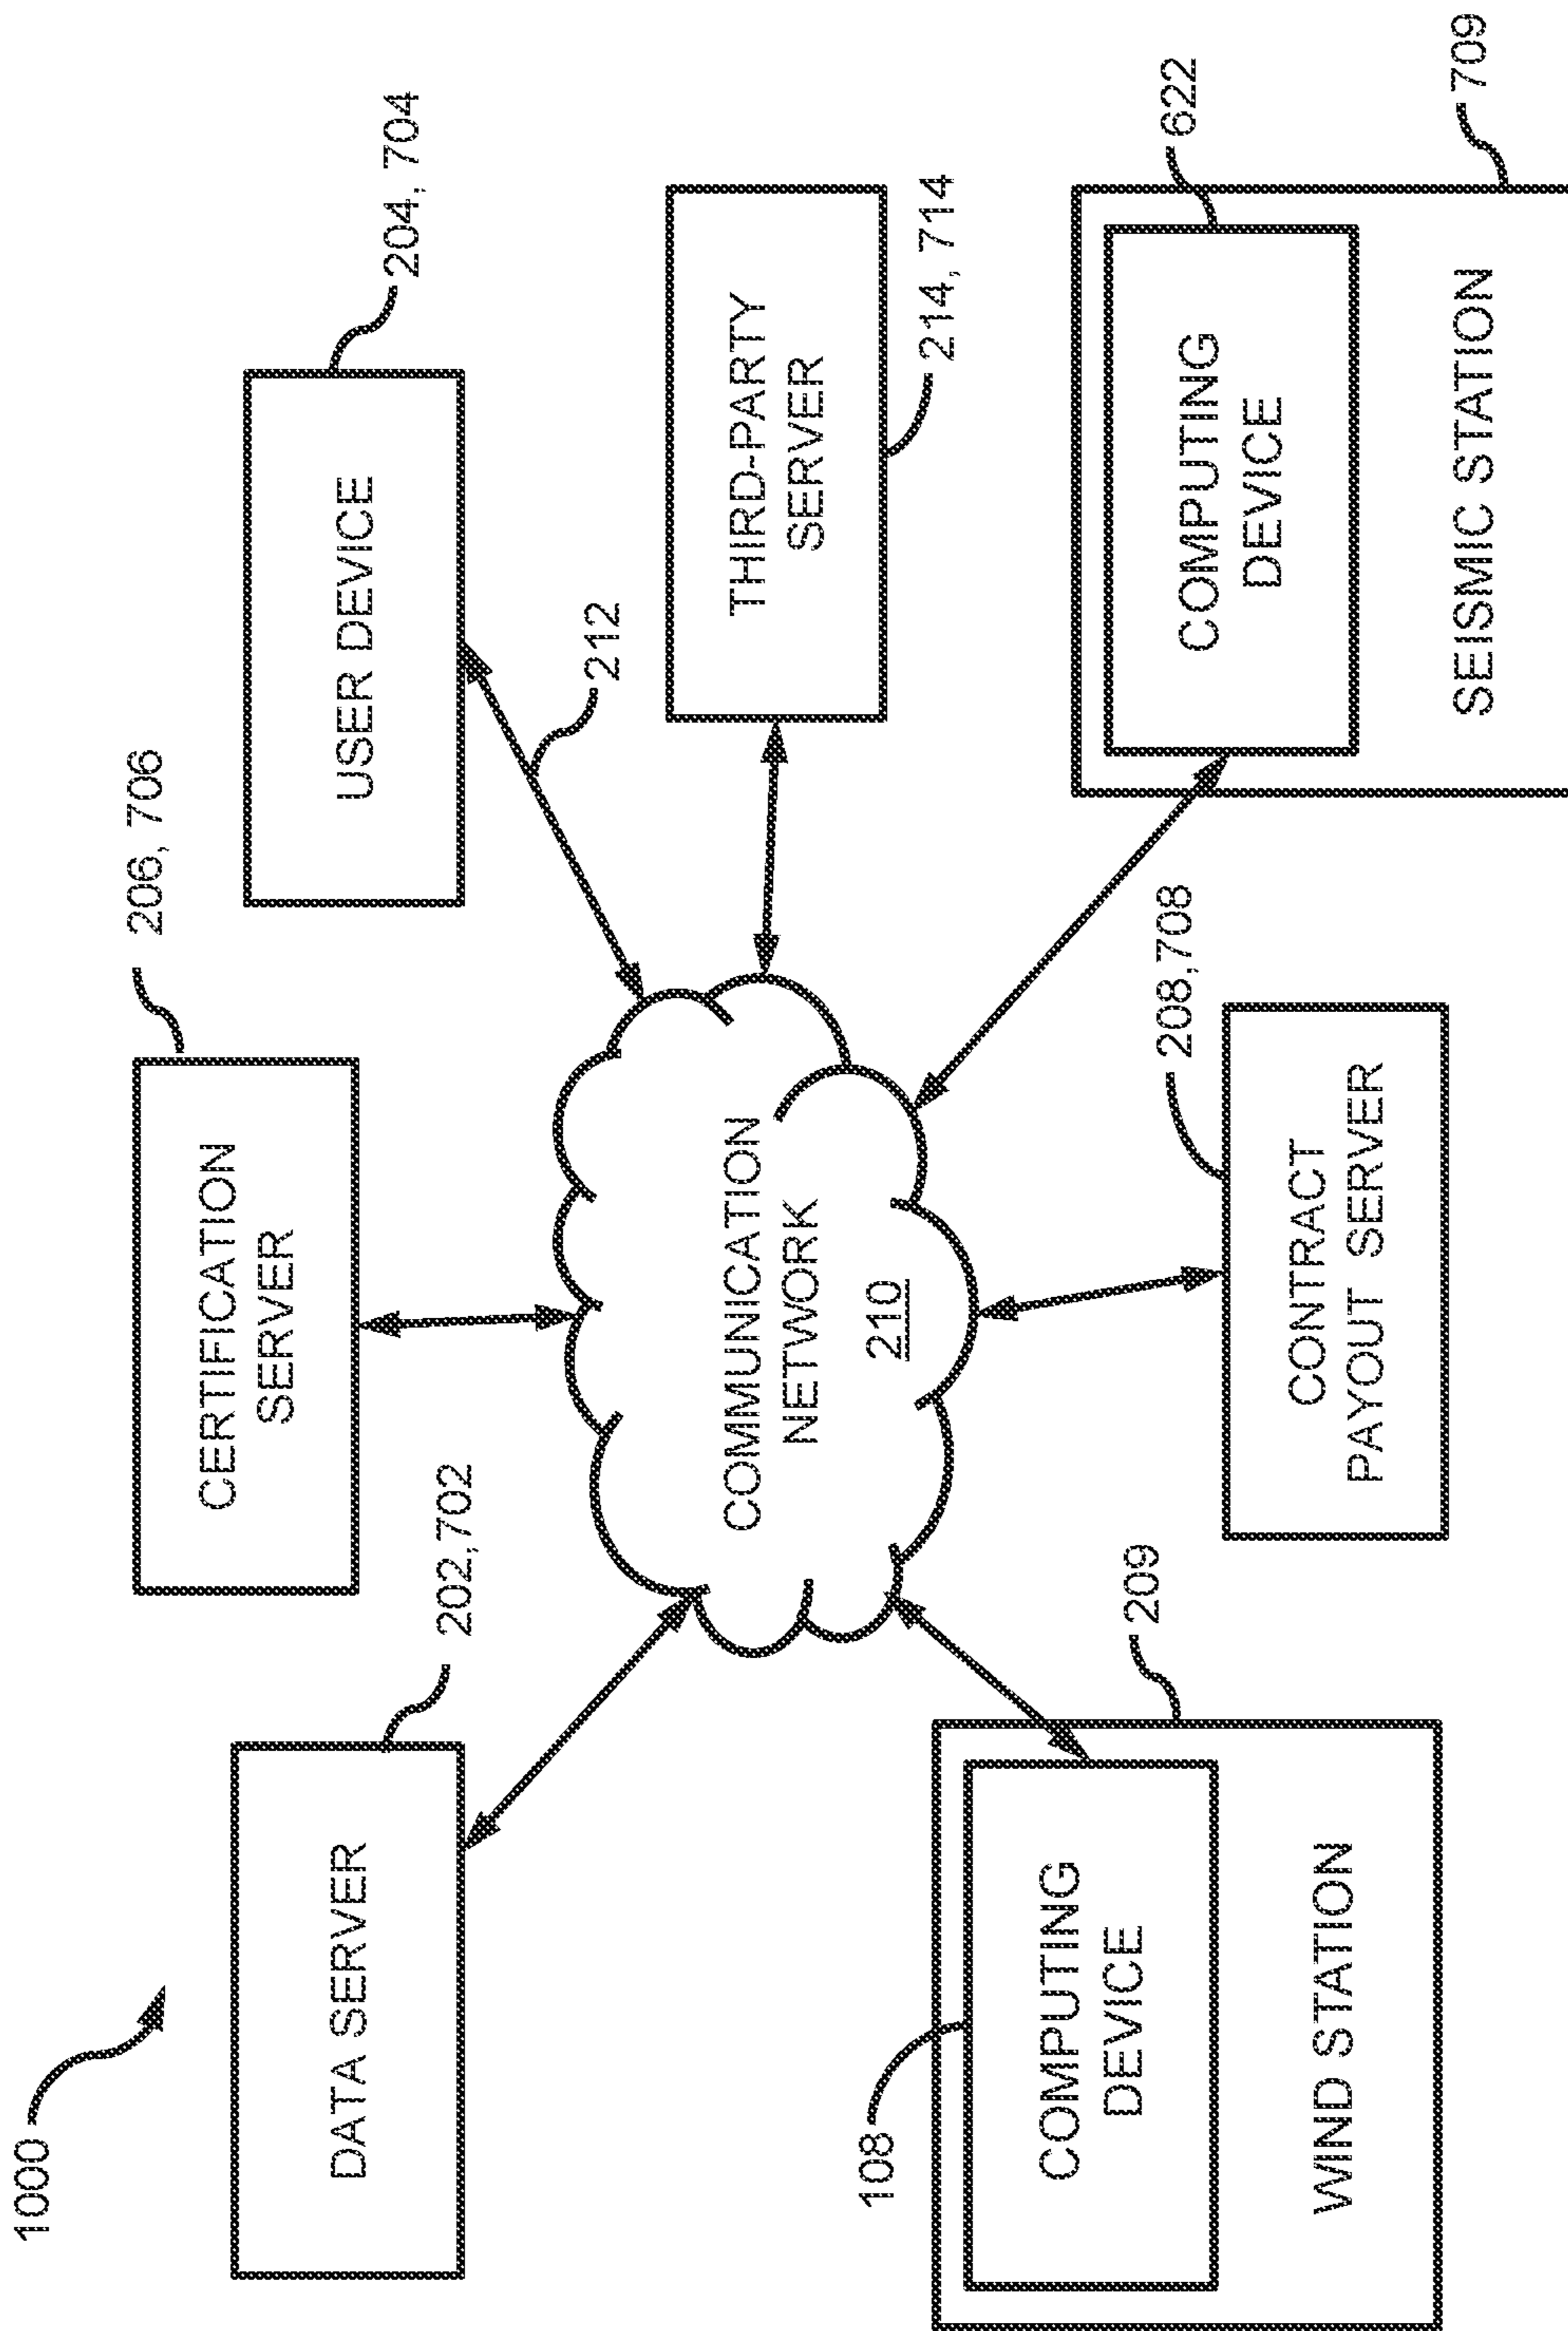 1000
206, 706
CERTIFICATION
SERVER
204, 704
USER DEVICE
DATA SERVER
202,702
212
THIRD-PARTY
SERVER
214, 714
COMMUNICATION
NETWORK
210
108
COMPUTING
DEVICE
WIND STATION
209
CONTRACT
PAYOUT SERVER
208,708
COMPUTING
DEVICE
622
SEISMIC STATION
709